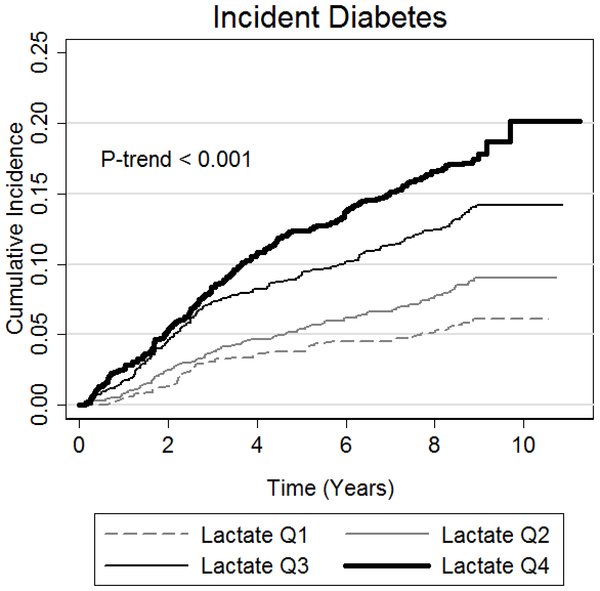 Incident Diabetes
Cumulative Incidence
0.25
0.20
0.15
0.10
0.05
0.00
P-trend < 0.001
0 2 4 6 8 10
Time (Years)
Lactate Q1 Lactate Q2
Lactate Q3 Lactate Q4